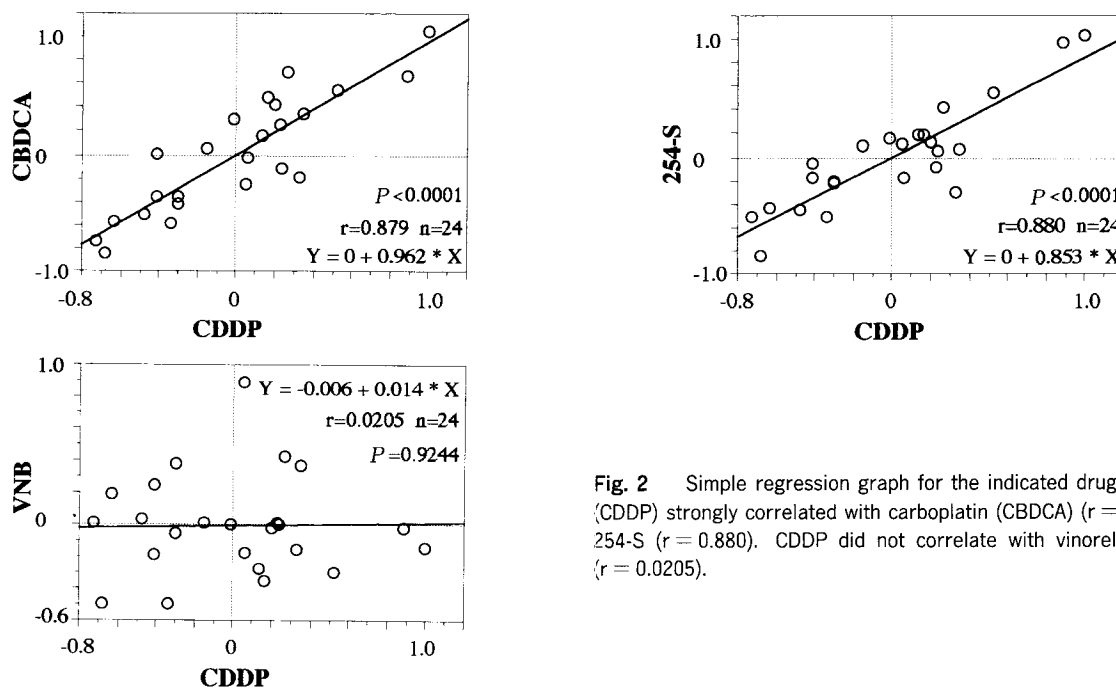 1.0
CBDCA
0
P<0.0001
r=0.879 n=24
Y = 0 + 0.962 * X
-1.0
-0.8 0 1.0
CDDP
1.0
254-S
0
P<0.0001
r=0.880 n=24
Y = 0 + 0.853 * X
-1.0
-0.8 0 1.0
CDDP
1.0
VNB
Y = -0.006 + 0.014 * X
r=0.0205 n=24
P=0.9244
0
-0.6
-0.8 0 1.0
CDDP
Fig. 2 Simple regression graph for the indicated drug
(CDDP) strongly correlated with carboplatin (CBDCA) (r =
254-S (r = 0.880). CDDP did not correlate with vinorel
(r = 0.0205).